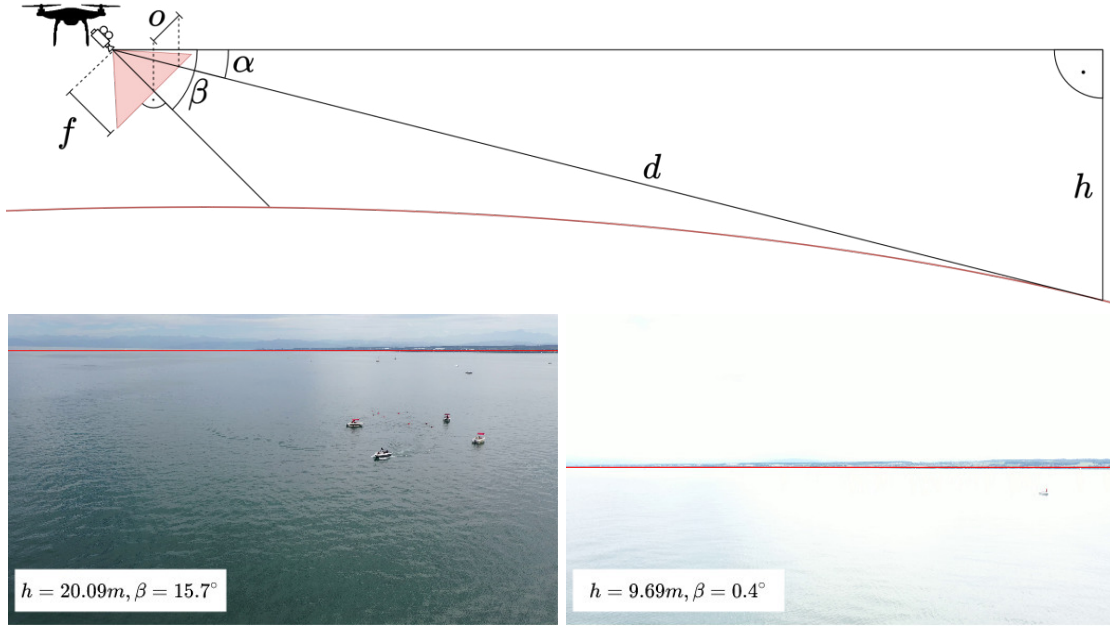 o
α
β
f
d
h
h = 20.09m, β = 15.7°
h = 9.69m, β = 0.4°